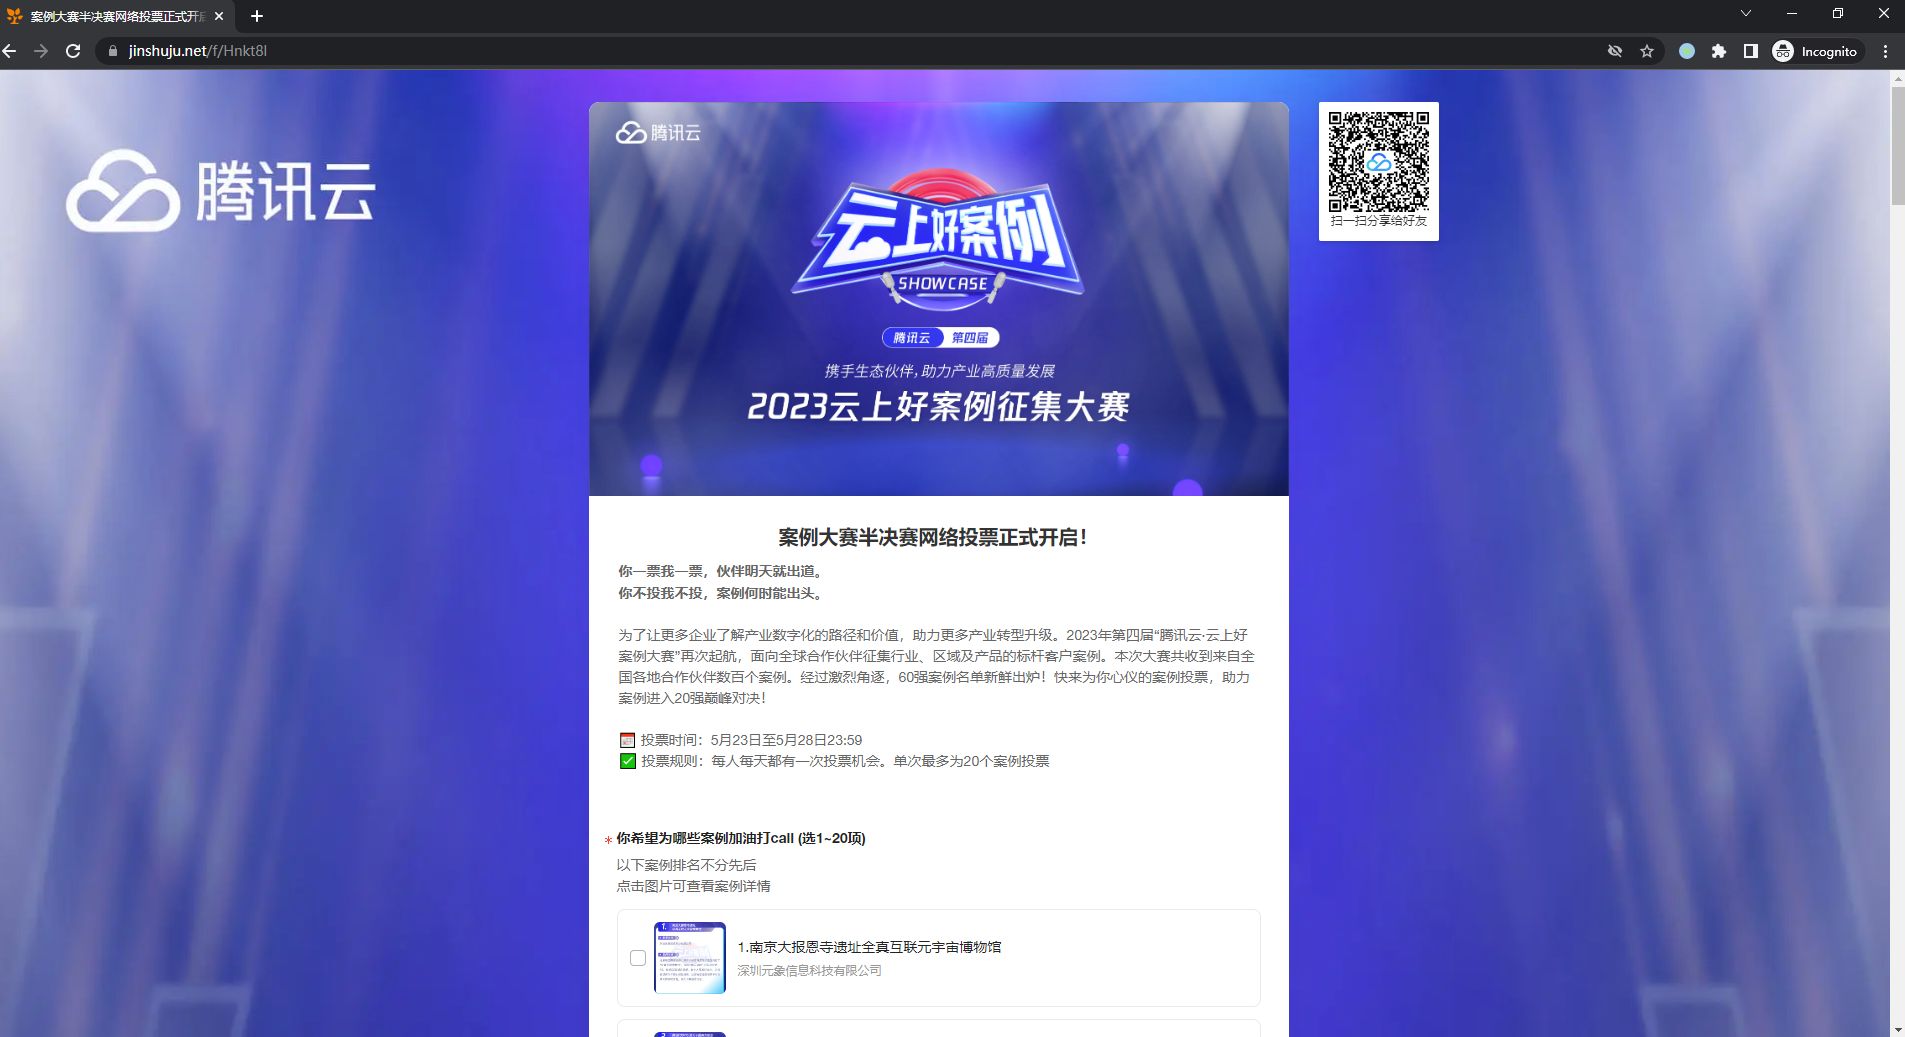 案例大赛半决赛网络投票正式开启
jinshuju.net/f/Hnkt8l
Incognito
腾讯云
腾讯云
云上好案例
SHOWCASE
腾讯云 第四届
携手生态伙伴，助力产业高质量发展
2023云上好案例征集大赛
扫一扫分享给好友
案例大赛半决赛网络投票正式开启！
你一票我一票，伙伴明天就出道。
你不投我不投，案例何时能出头。
为了让更多企业了解产业数字化的路径和价值，助力更多产业转型升级。2023年第四届“腾讯云·云上好
案例大赛”再次起航，面向全球合作伙伴征集行业、区域及产品的标杆客户案例。本次大赛共收到来自全
国各地合作伙伴数百个案例。经过激烈角逐，60强案例名单新鲜出炉！快来为你心仪的案例投票，助力
案例进入20强巅峰对决！
投票时间：5月23日至5月28日23:59
投票规则：每人每天都有一次投票机会。单次最多为20个案例投票
* 你希望为哪些案例加油打call (选1~20项)
以下案例排名不分先后
点击图片可查看案例详情
1.南京大报恩寺遗址全真互联元宇宙博物馆
深圳元象信息科技有限公司